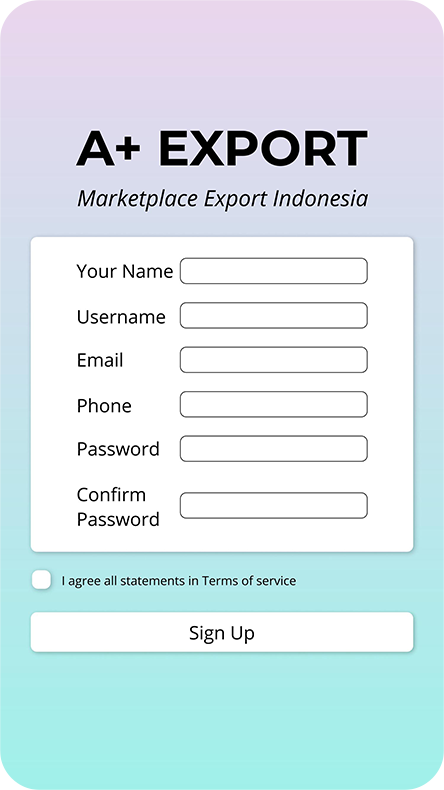 A+ EXPORT
Marketplace Export Indonesia
Your Name
Username
Email
Phone
Password
Confirm
Password
I agree all statements in Terms of service
Sign Up